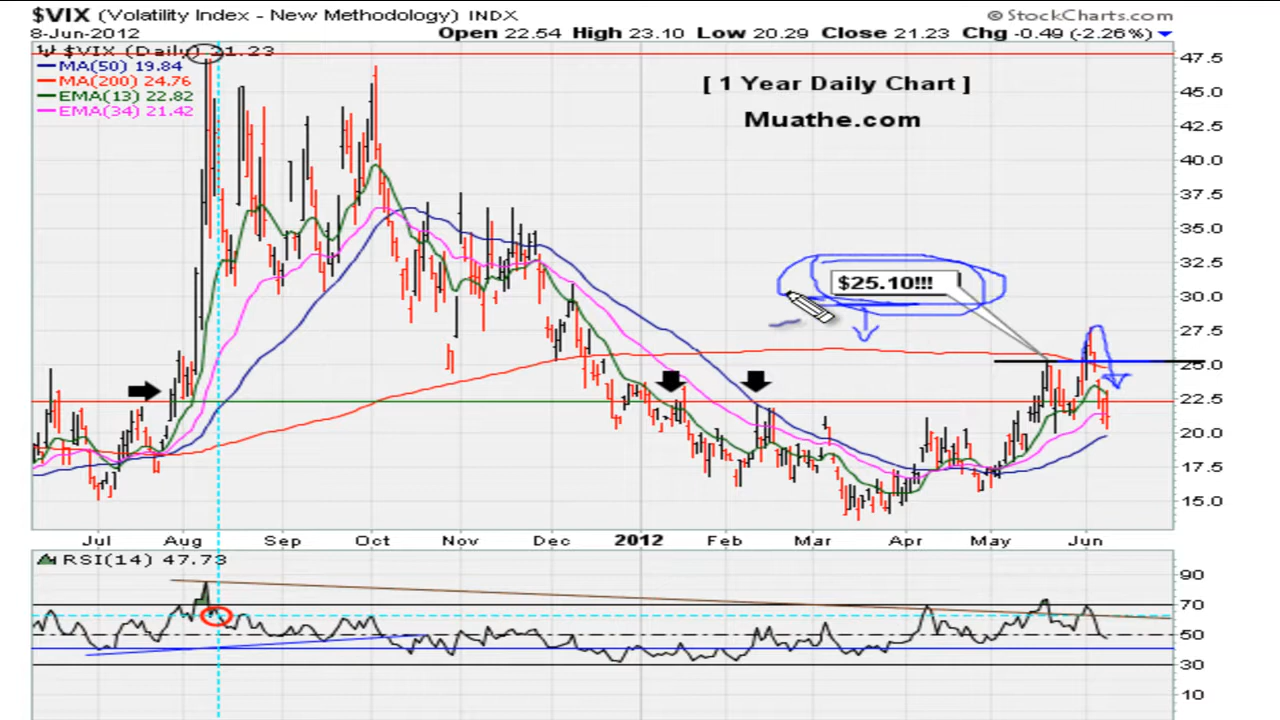 $VIX (Volatility Index - New Methodology) INDX
© StockCharts.com
8-Jun-2012
Open 22.54 High 23.10 Low 20.29 Close 21.23 Chg -0.49 (-2.26%)
$VIX (Daily) 21.23
MA(50) 19.84
MA(200) 24.76
EMA(13) 22.82
EMA(34) 21.42
[ 1 Year Daily Chart ]
Muathe.com
$25.10!!!
47.5
45.0
42.5
40.0
37.5
35.0
32.5
30.0
27.5
25.0
22.5
20.0
17.5
15.0
Jul Aug Sep Oct Nov Dec 2012 Feb Mar Apr May Jun
RSI(14) 47.73
90
70
50
30
10